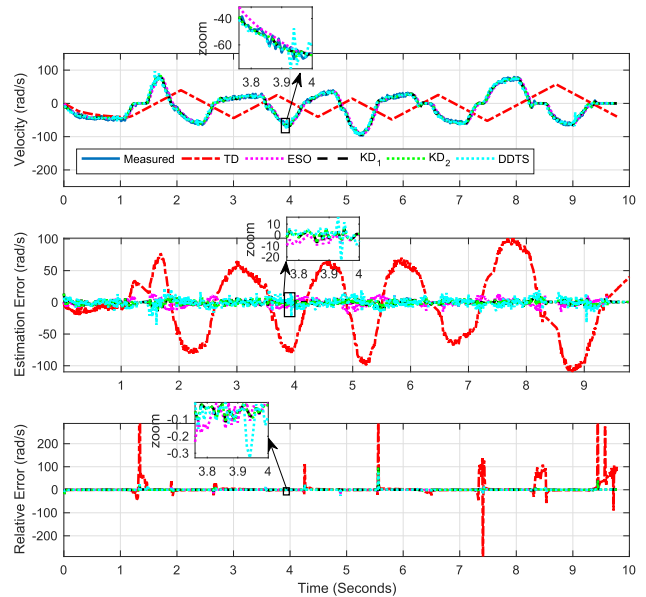 -40
-60
zoom
3.8 3.9 4
100
0
-100
-200
Velocity (rad/s)
Measured TD ESO KD1 KD2 DDTS
0 1 2 3 4 5 6 7 8 9 10
10
0
-10
-20
zoom
3.8 3.9 4
100
50
0
-50
-100
Estimation Error (rad/s)
1 2 3 4 5 6 7 8 9
-0.1
-0.2
-0.3
zoom
3.8 3.9 4
200
100
0
-100
-200
Relative Error (rad/s)
0 1 2 3 4 5 6 7 8 9 10
Time (Seconds)